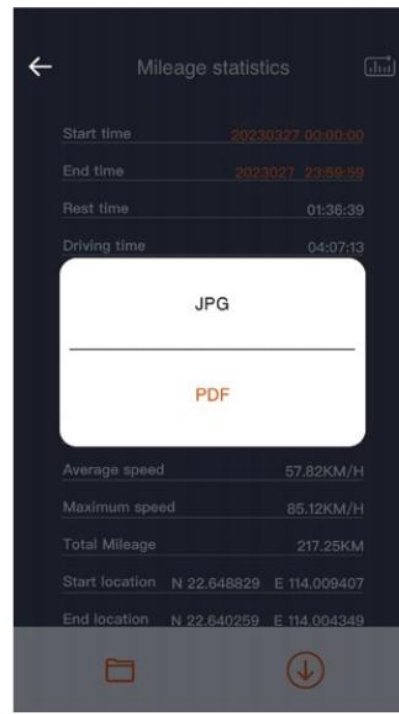 Mileage statistics
Start time 20230327 00:00:00
End time 2023027 23:59:59
Rest time 01:36:39
Driving time 04:07:13
JPG
PDF
Average speed 57.82KM/H
Maximum speed 85.12KM/H
Total Mileage 217.25KM
Start location N 22.648829 E 114.009407
End location N 22.640259 E 114.004349